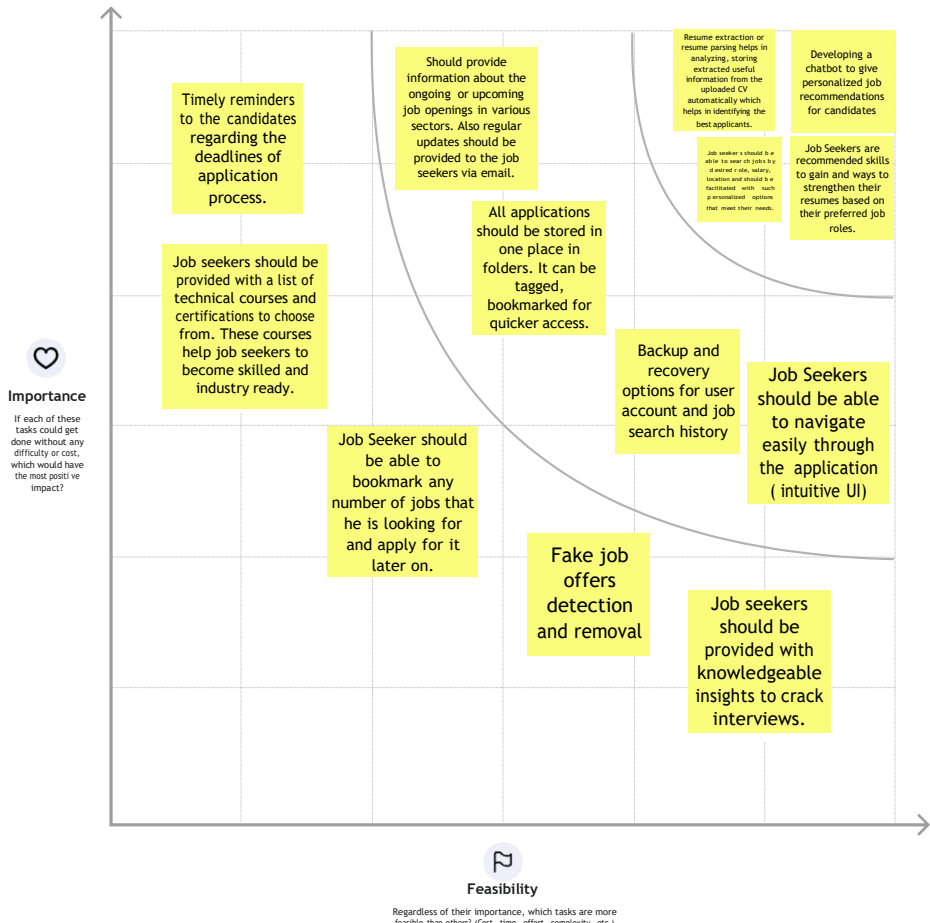 Resume extraction or
resume parsing helps in
analyzing, storing
extracted useful
information from the
uploaded CV
automatically which
helps in identifying the
best applicants.
Developing a
chatbot to give
personalized job
recommendations
for candidates
Should provide
information about the
ongoing or upcoming
job openings in various
sectors. Also regular
updates should be
provided to the job
seekers via email.
Timely reminders
to the candidates
regarding the
deadlines of
application
process.
Job seekers should be
able to search jobs by
desired role, salary,
location and should be
facilitated with such
personalized options
that meet their needs.
Job Seekers are
recommended skills
to gain and ways to
strengthen their
resumes based on
their preferred job
roles.
All applications
should be stored in
one place in
folders. It can be
tagged,
bookmarked for
quicker access.
Job seekers should be
provided with a list of
technical courses and
certifications to choose
from. These courses
help job seekers to
become skilled and
industry ready.
Backup and
recovery
options for user
account and job
search history
Job Seekers
should be able
to navigate
easily through
the application
( intuitive UI)
Importance
If each of these
tasks could get
done without any
difficulty or cost,
which would have
the most positive
impact?
Job Seeker should
be able to
bookmark any
number of jobs that
he is looking for
and apply for it
later on.
Fake job
offers
detection
and removal
Job seekers
should be
provided with
knowledgeable
insights to crack
interviews.
Feasibility
Regardless of their importance, which tasks are more
feasible than others? (Cost, time, effort, complexity, etc.)